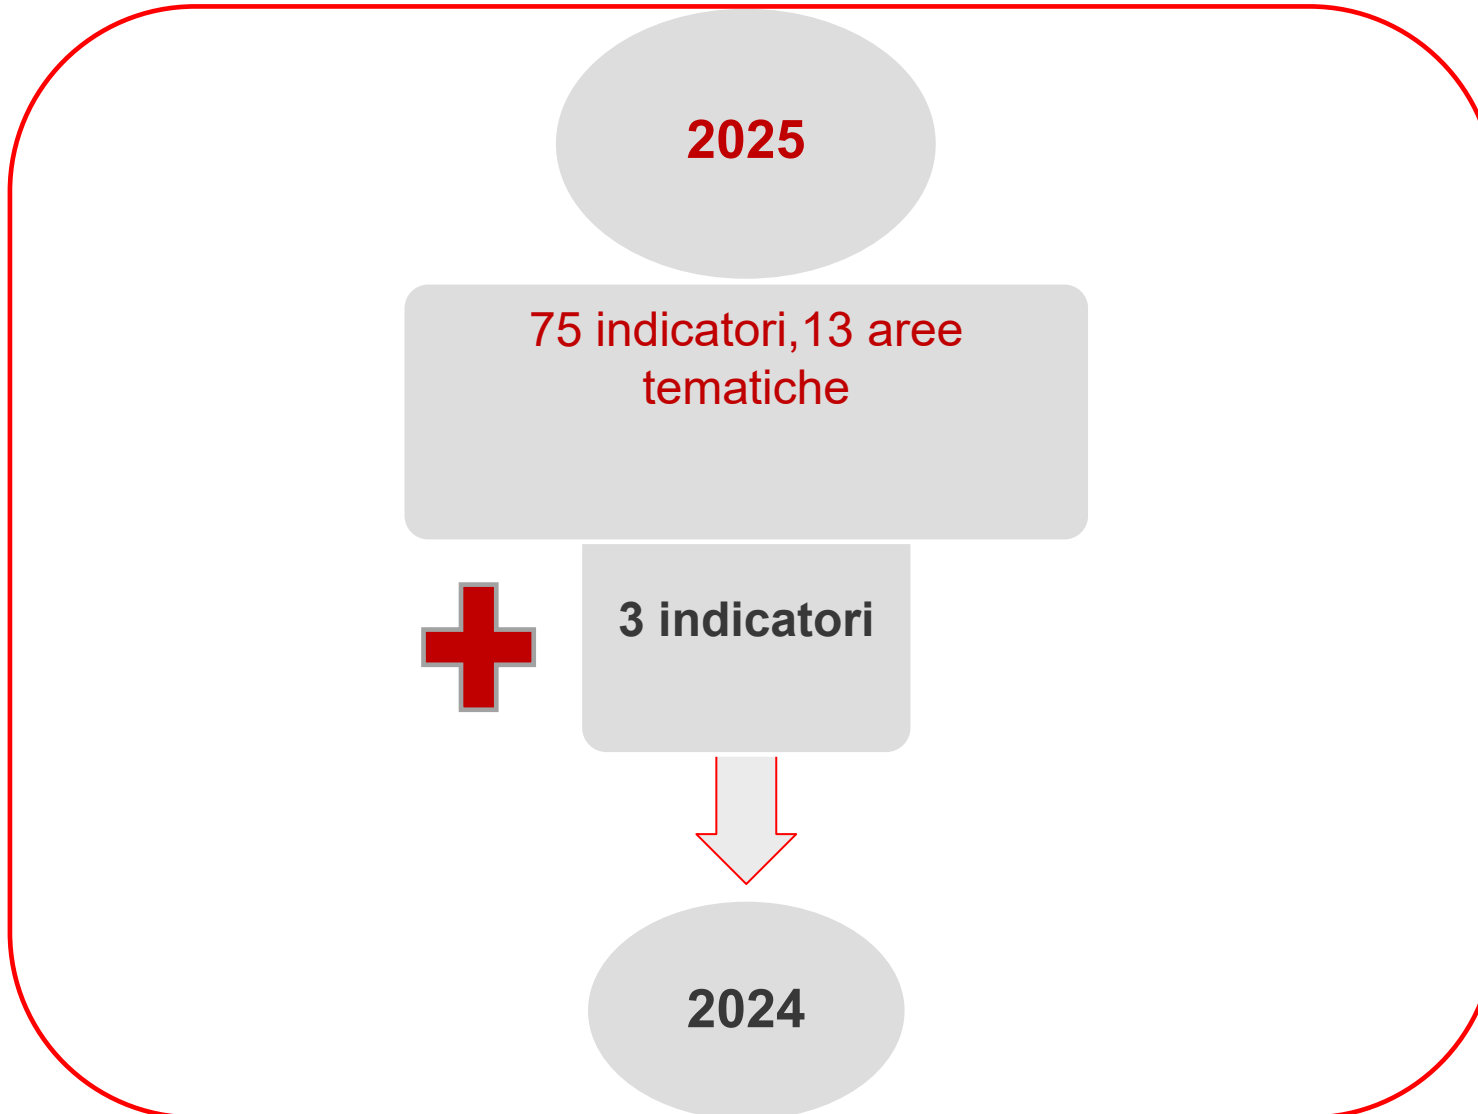 2025
75 indicatori,13 aree
tematiche
3 indicatori
2024